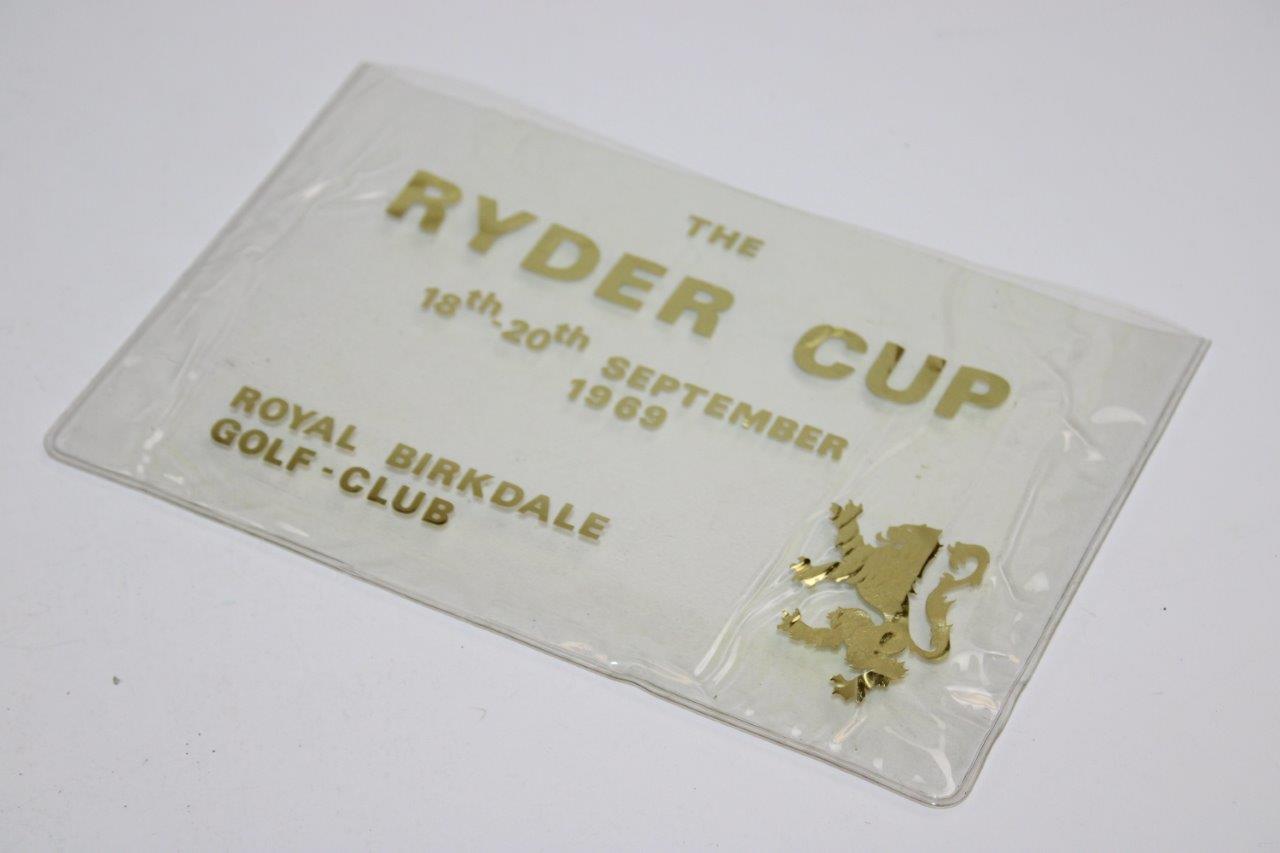 THE
RYDER CUP
18th-20th SEPTEMBER
1969
ROYAL BIRKDALE
GOLF-CLUB